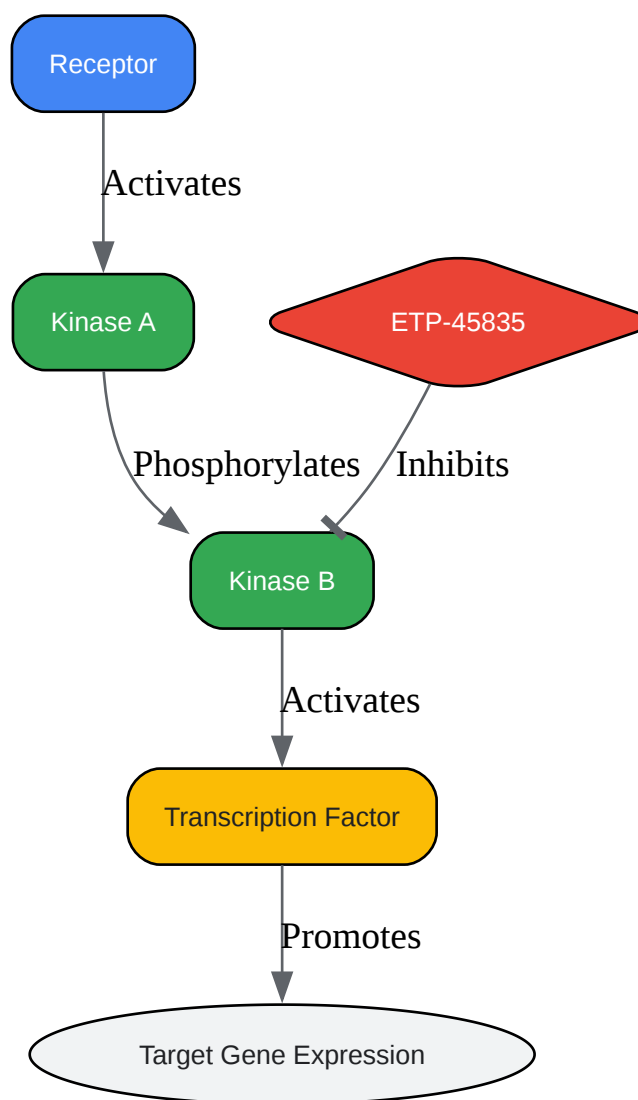 Receptor
Activates
Kinase A
ETP-45835
Phosphorylates
Inhibits
Kinase B
Activates
Transcription Factor
Promotes
Target Gene Expression